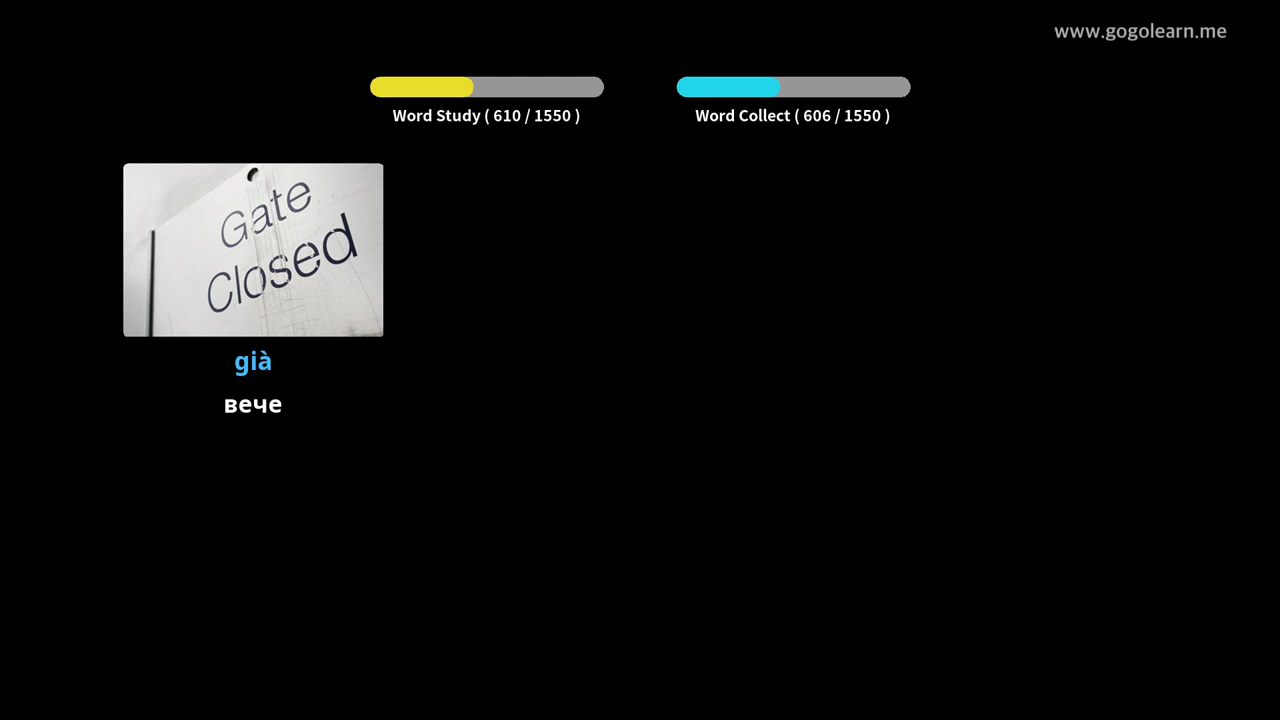 www.gogolearn.me
Word Study ( 610 / 1550 )
Word Collect ( 606 / 1550 )
Gate
Closed
già
вече